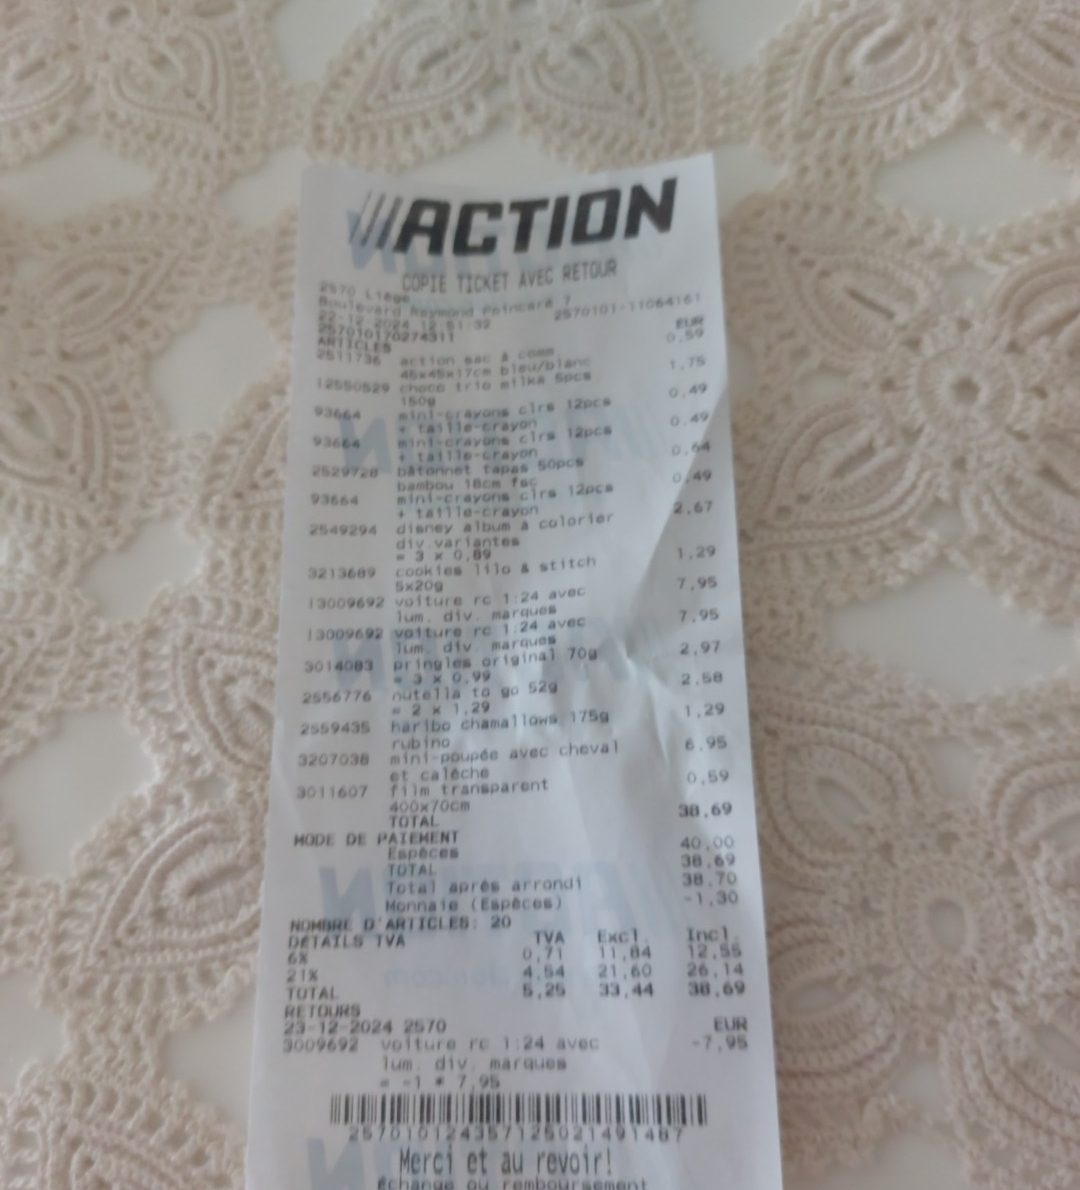 ACTION
COPIE TICKET AVEC RETOUR
2570 Liège
Boulevard Raymond Poincaré 7
22-12-2024 12:51:32 2570101-11064161
257010170274311 EUR
ARTICLES 0,59
2511736 action sac à comm
45x45x17cm bleu/blanc 1,75
12550529 choco trio milka 5pcs
150g 0,49
93664 mini-crayons clrs 12pcs
+ taille-crayon 0,49
93664 mini-crayons clrs 12pcs
+ taille-crayon 0,64
2529728 bâtonnet tapas 50pcs
bambou 18cm fsc 0,49
93664 mini-crayons clrs 12pcs
+ taille-crayon 2,67
2549294 disney album à colorier
div.variantes
= 3 x 0,89 1,29
3213689 cookies lilo & stitch
5x20g 7,95
13009692 voiture rc 1:24 avec
lum. div. marques 7,95
13009692 voiture rc 1:24 avec
lum. div. marques 2,97
3014083 pringles original 70g
= 3 x 0,99 2,58
2556776 nutella to go 52g
= 2 x 1,29 1,29
2559435 haribo chamallows 175g
rubino 6,95
3207038 mini-poupée avec cheval
et calèche 0,59
3011607 film transparent
400x70cm
TOTAL 38,69
MODE DE PAIEMENT
Espèces 40,00
TOTAL 38,69
Total après arrondi 38,70
Monnaie (Espèces) -1,30
NOMBRE D'ARTICLES: 20
DÉTAILS TVA TVA Excl. Incl.
6% 0,71 11,84 12,55
21% 4,54 21,60 26,14
TOTAL 5,25 33,44 38,69
RETOURS
23-12-2024 2570 EUR
3009692 voiture rc 1:24 avec -7,95
lum. div. marques
= -1 * 7,95
2570101243571250214914​87
Merci et au revoir!
Échange ou remboursement